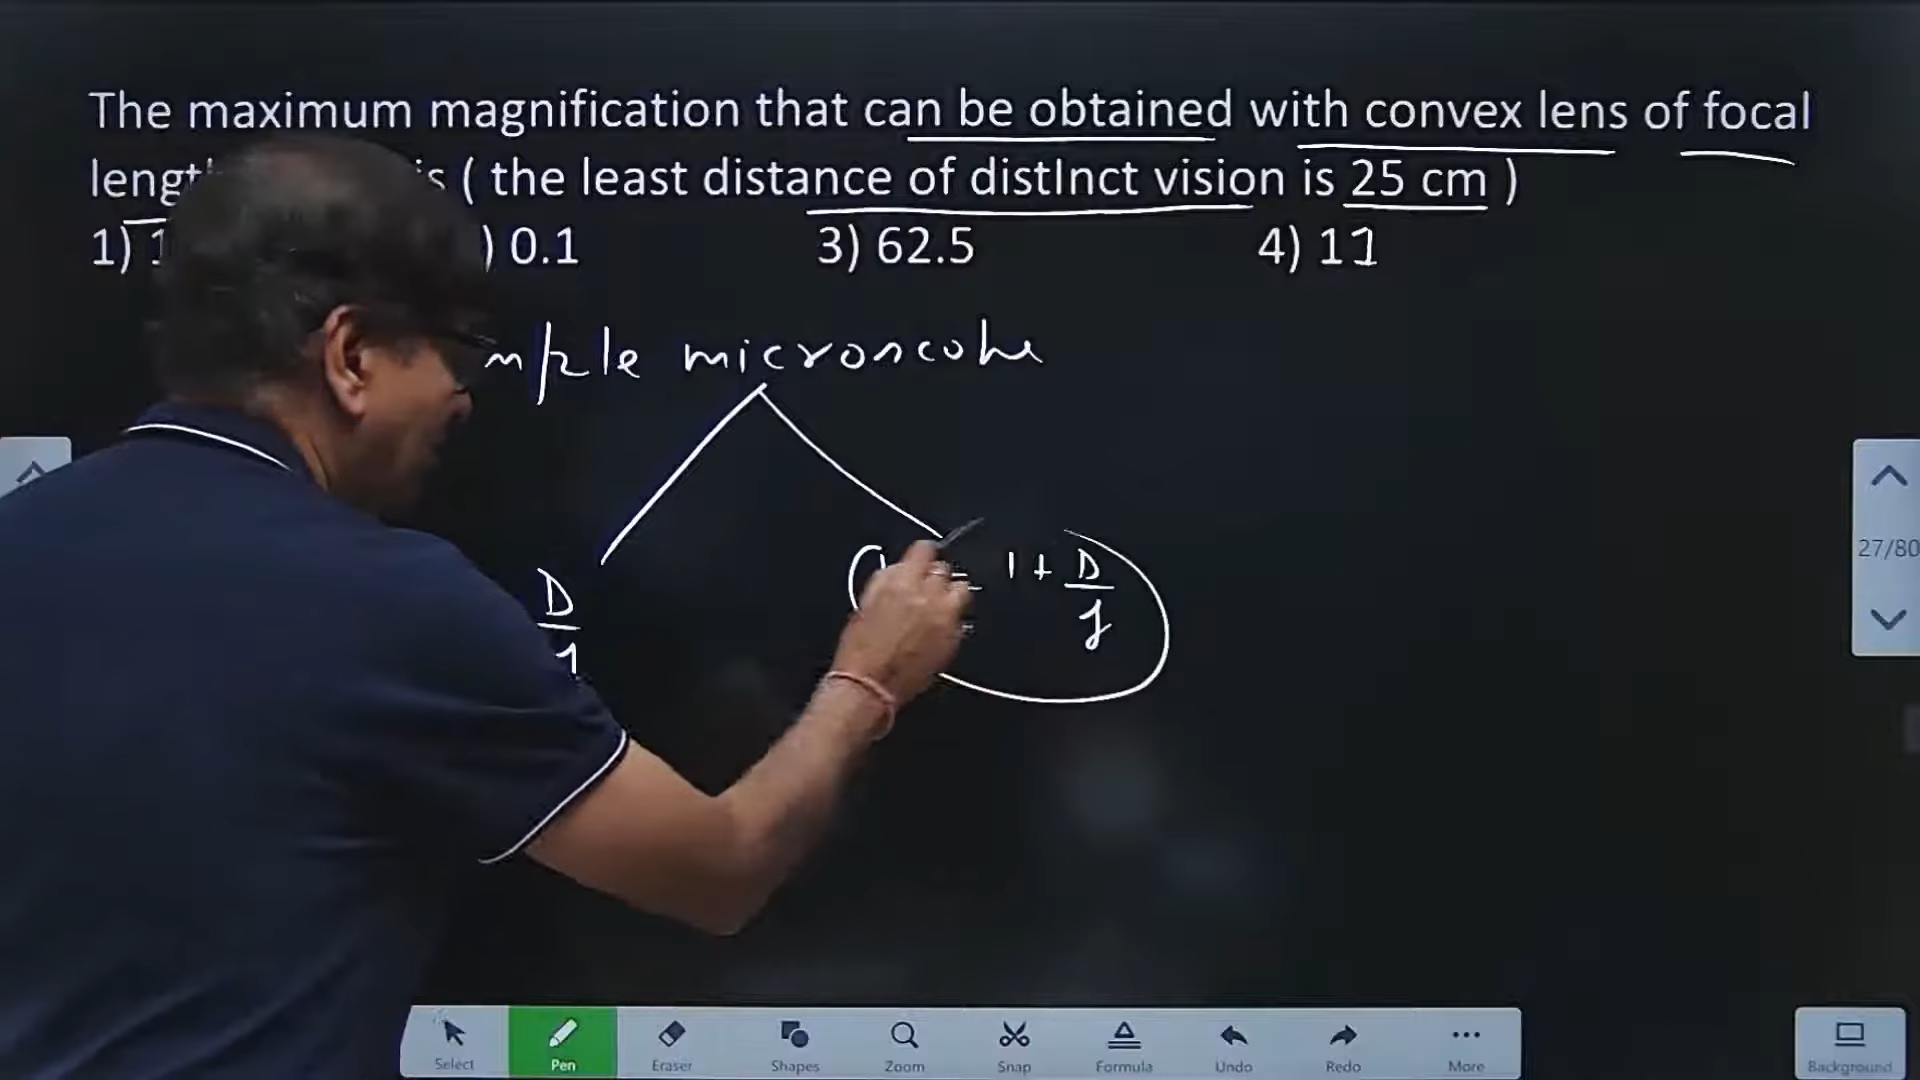 The maximum magnification that can be obtained with convex lens of focal
is ( the least distance of distInct vision is 25 cm )
1) ) 0.1 3) 62.5 4) 11
mple microscope
D = 1 + D
f
27/80
Select Pen Eraser Shapes Zoom Snap Formula Undo Redo More Background